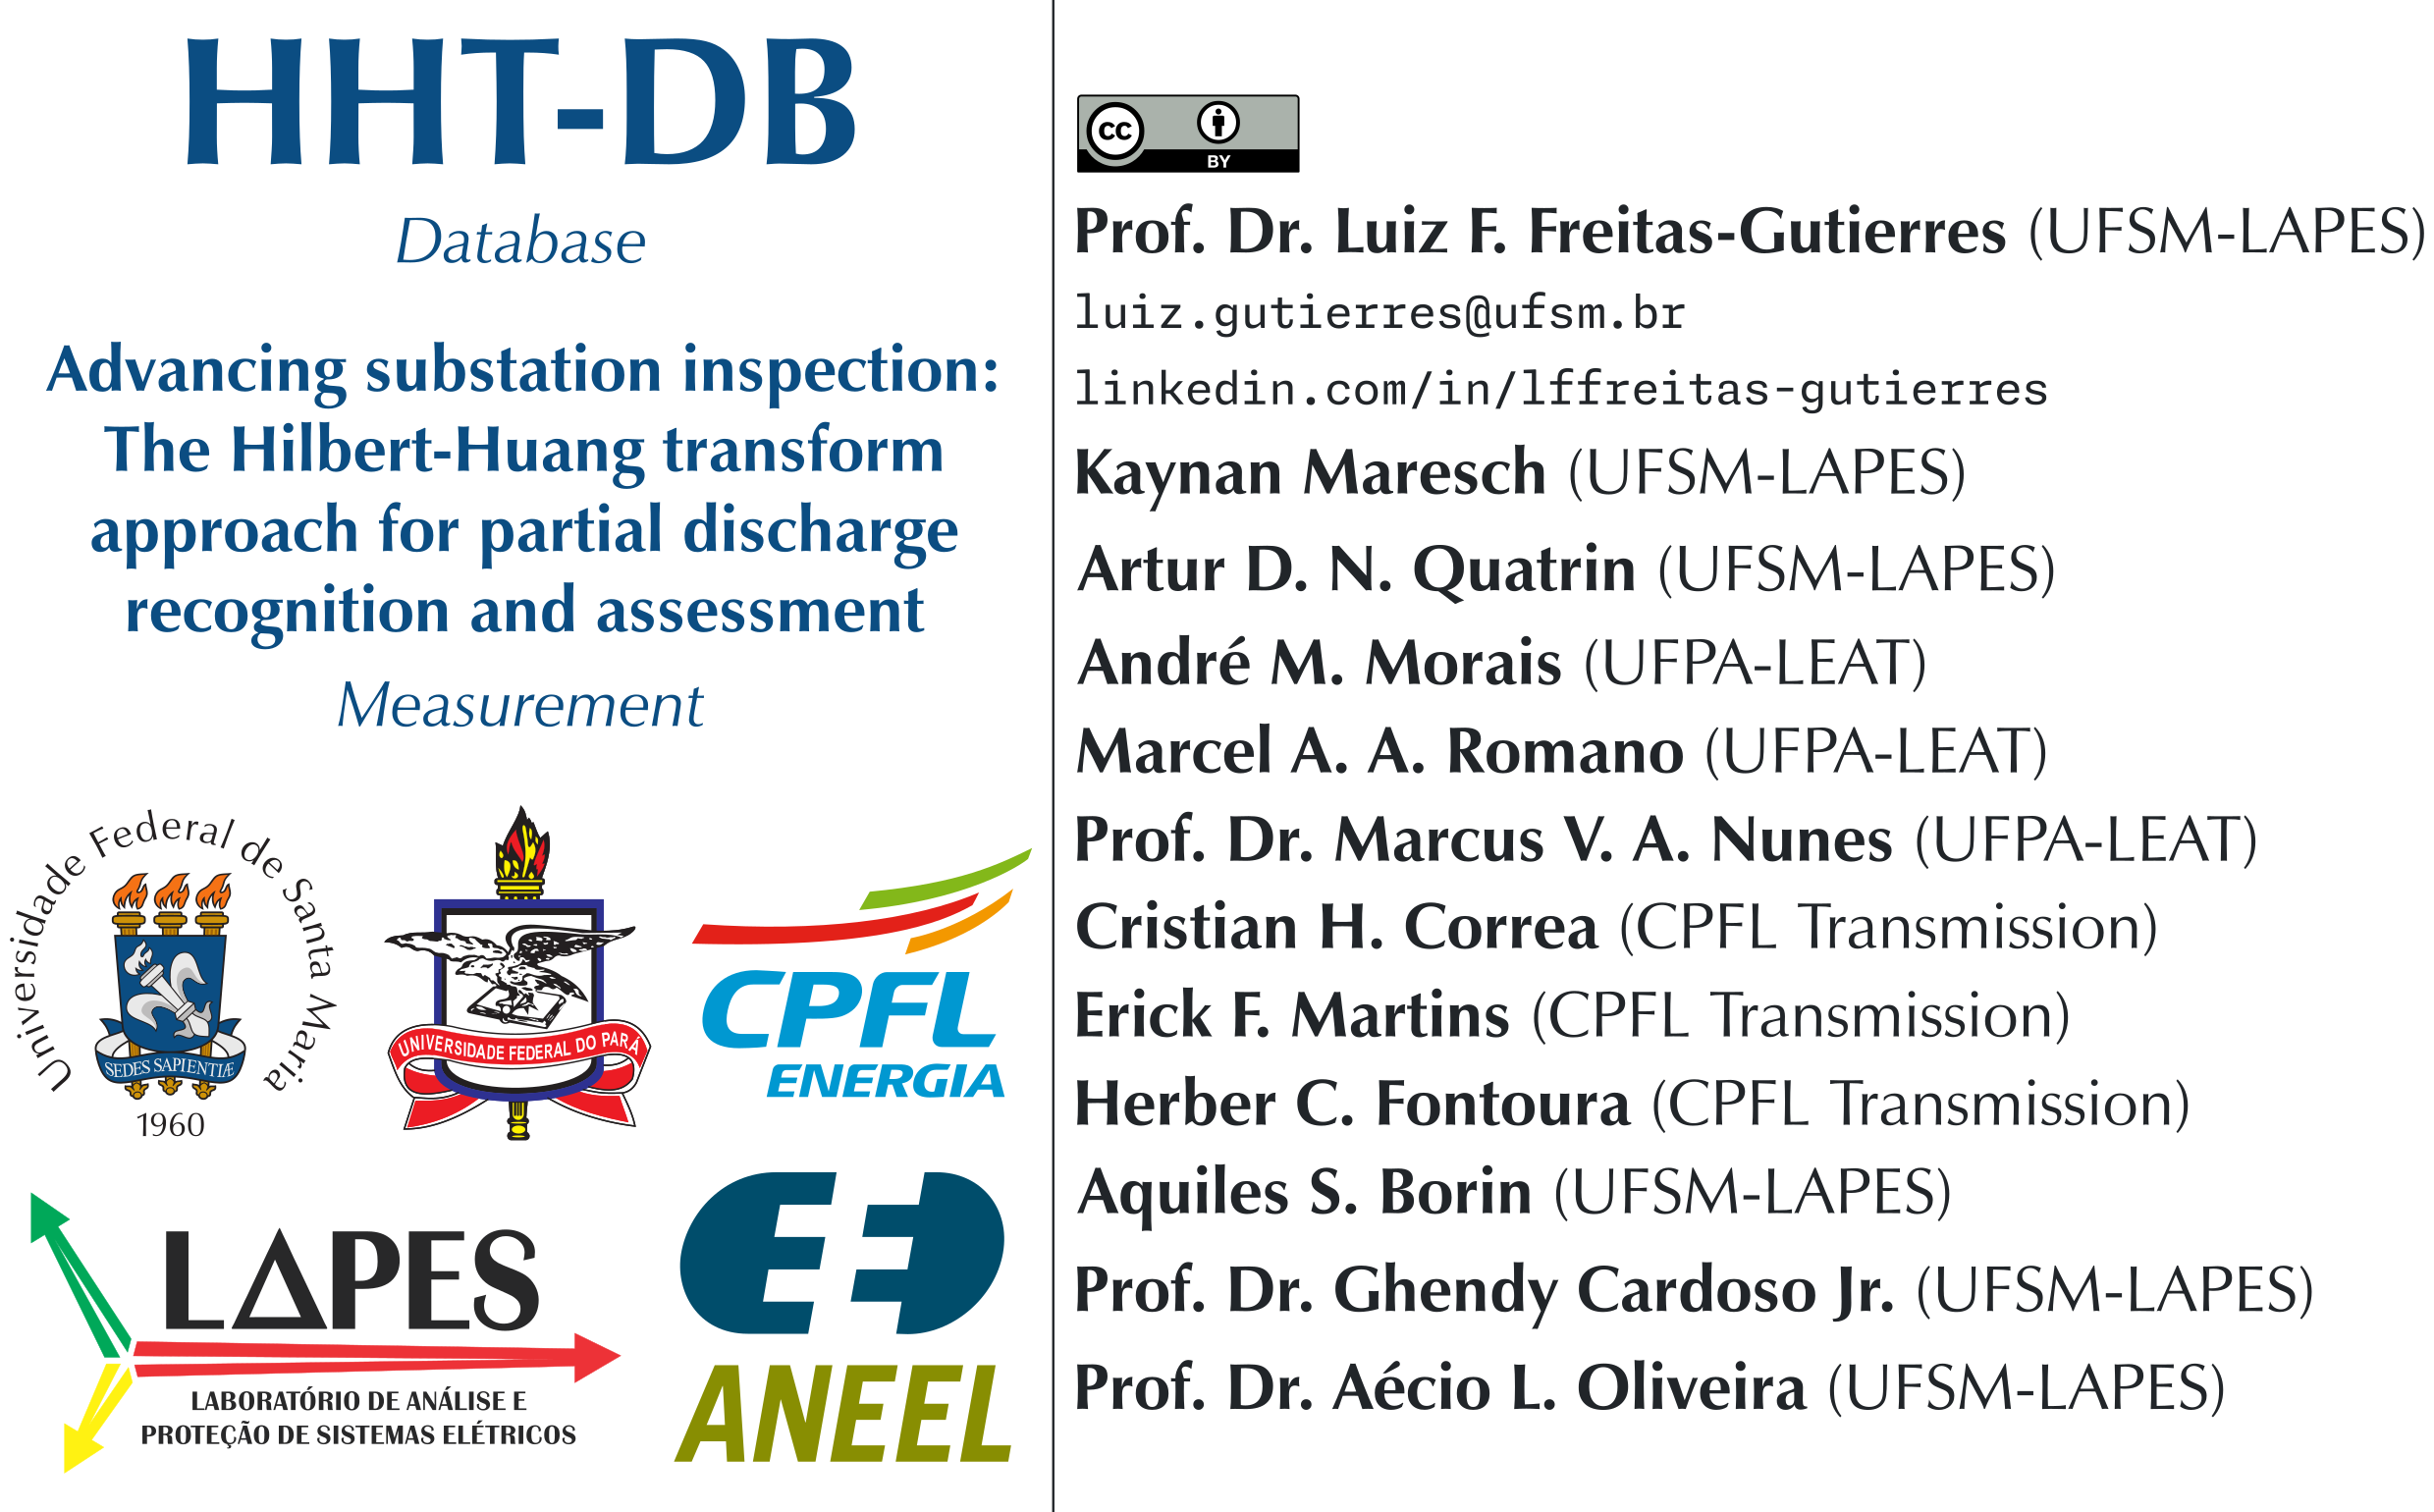 HHT-DB
Database
Advancing substation inspection:
The Hilbert-Huang transform
approach for partial discharge
recognition and assessment
Measurement
Universidade Federal de Santa Maria
SEDES SAPIENTIÆ
1960
UNIVERSIDADE FEDERAL DO PARÁ
CPFL
ENERGIA
LAPES
LABORATÓRIO DE ANÁLISE E
PROTEÇÃO DE SISTEMAS ELÉTRICOS
ANEEL
CC
BY
Prof. Dr. Luiz F. Freitas-Gutierres (UFSM-LAPES)
luiz.gutierres@ufsm.br
linkedin.com/in/lffreitas-gutierres
Kaynan Maresch (UFSM-LAPES)
Artur D. N. Quatrin (UFSM-LAPES)
André M. Morais (UFPA-LEAT)
Marcel A. A. Romano (UFPA-LEAT)
Prof. Dr. Marcus V. A. Nunes (UFPA-LEAT)
Cristian H. Correa (CPFL Transmission)
Erick F. Martins (CPFL Transmission)
Herber C. Fontoura (CPFL Transmission)
Aquiles S. Borin (UFSM-LAPES)
Prof. Dr. Ghendy Cardoso Jr. (UFSM-LAPES)
Prof. Dr. Aécio L. Oliveira (UFSM-LAPES)